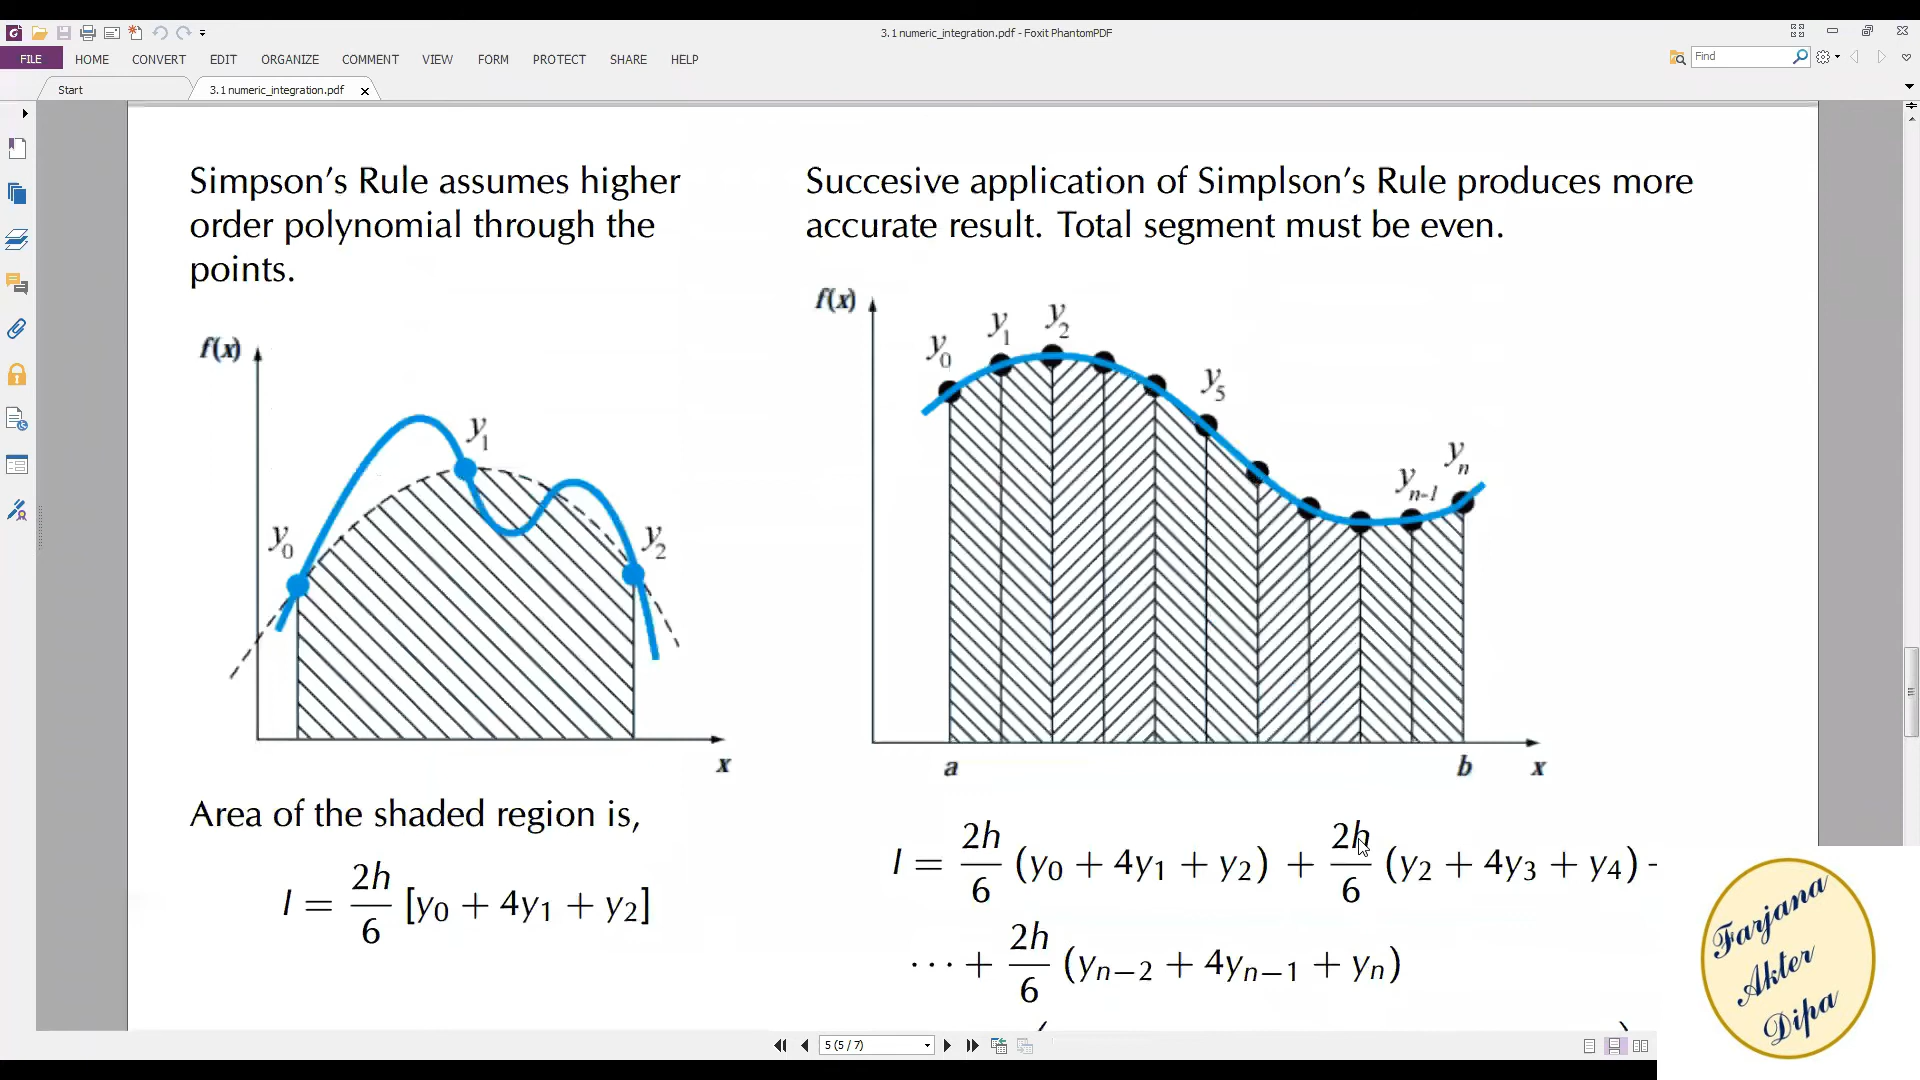 3.1 numeric_integration.pdf - Foxit PhantomPDF
FILE HOME CONVERT EDIT ORGANIZE COMMENT VIEW FORM PROTECT SHARE HELP
Find
Start
3.1 numeric_integration.pdf
Simpson's Rule assumes higher
order polynomial through the
points.
f(x)
y0
y1
y2
x
Area of the shaded region is,
I = 2h/6 [y0 + 4y1 + y2]
Succesive application of Simplson's Rule produces more
accurate result. Total segment must be even.
f(x)
y0
y1
y2
y5
yn-1
yn
a
b
x
I = 2h/6 (y0 + 4y1 + y2) + 2h/6 (y2 + 4y3 + y4)
··· + 2h/6 (yn−2 + 4yn−1 + yn)
5 (5 / 7)
Farjana
Akter
Dipa